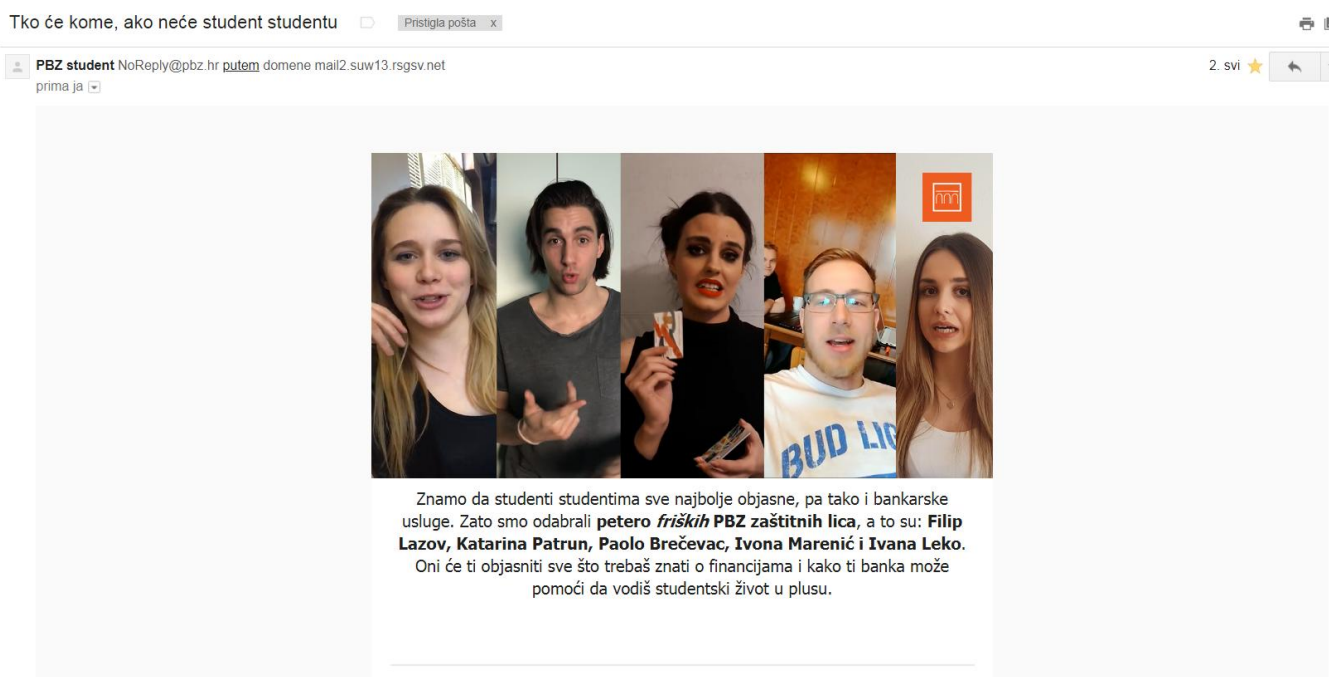 Tko će kome, ako neće student studentu
Pristigla pošta x
PBZ student NoReply@pbz.hr putem domene mail2.suw13.rsgsv.net
2. svi
prima ja
BUD LIG
Znamo da studenti studentima sve najbolje objasne, pa tako i bankarske
usluge. Zato smo odabrali petero friških PBZ zaštitnih lica, a to su: Filip
Lazov, Katarina Patrun, Paolo Brečevac, Ivona Marenić i Ivana Leko.
Oni će ti objasniti sve što trebaš znati o financijama i kako ti banka može
pomoći da vodiš studentski život u plusu.